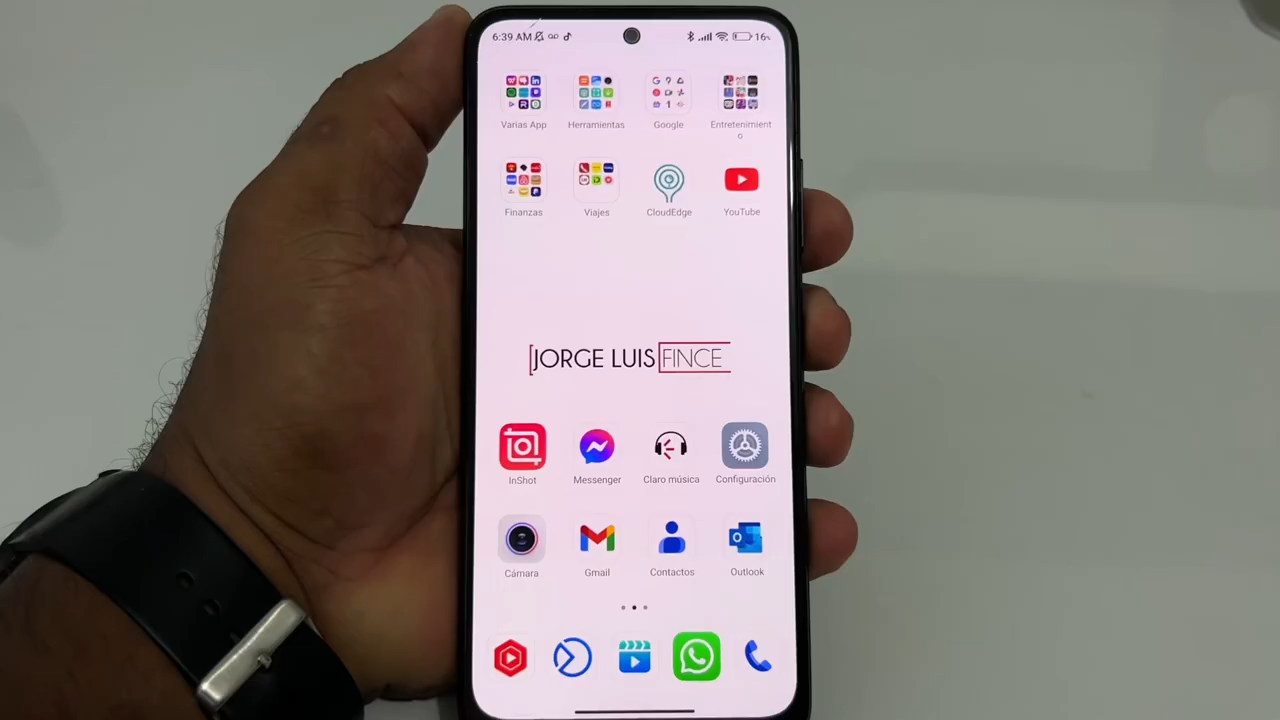 6:39 AM 16%
Varias App Herramientas Google Entretenimient
o
Finanzas Viajes CloudEdge YouTube
JORGE LUIS FINCE
InShot Messenger Claro música Configuración
Cámara Gmail Contactos Outlook